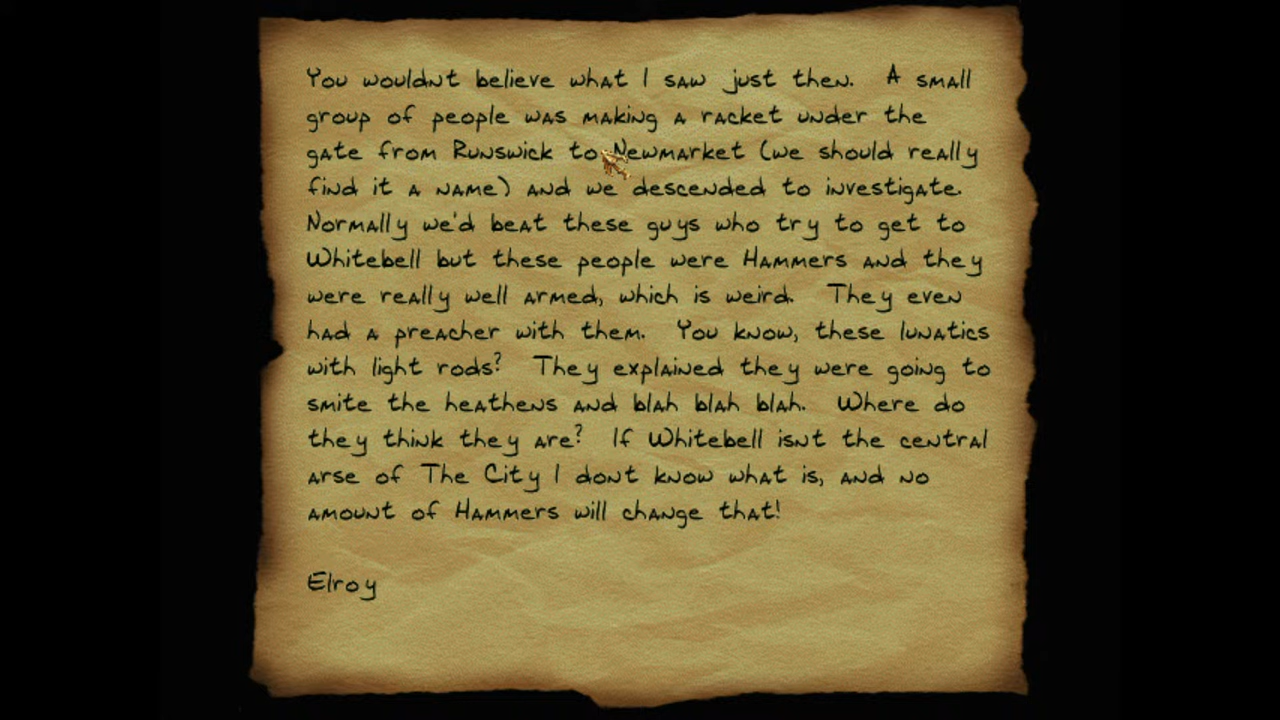 You wouldnt believe what I saw just then.  A small
group of people was making a racket under the
gate from Runswick to Newmarket (we should really
find it a name) and we descended to investigate.
Normally we'd beat these guys who try to get to
Whitebell but these people were Hammers and they
were really well armed, which is weird.  They even
had a preacher with them.  You know, these lunatics
with light rods?  They explained they were going to
smite the heathens and blah blah blah.  Where do
they think they are?  If Whitebell isnt the central
arse of The City I dont know what is, and no
amount of Hammers will change that!
Elroy